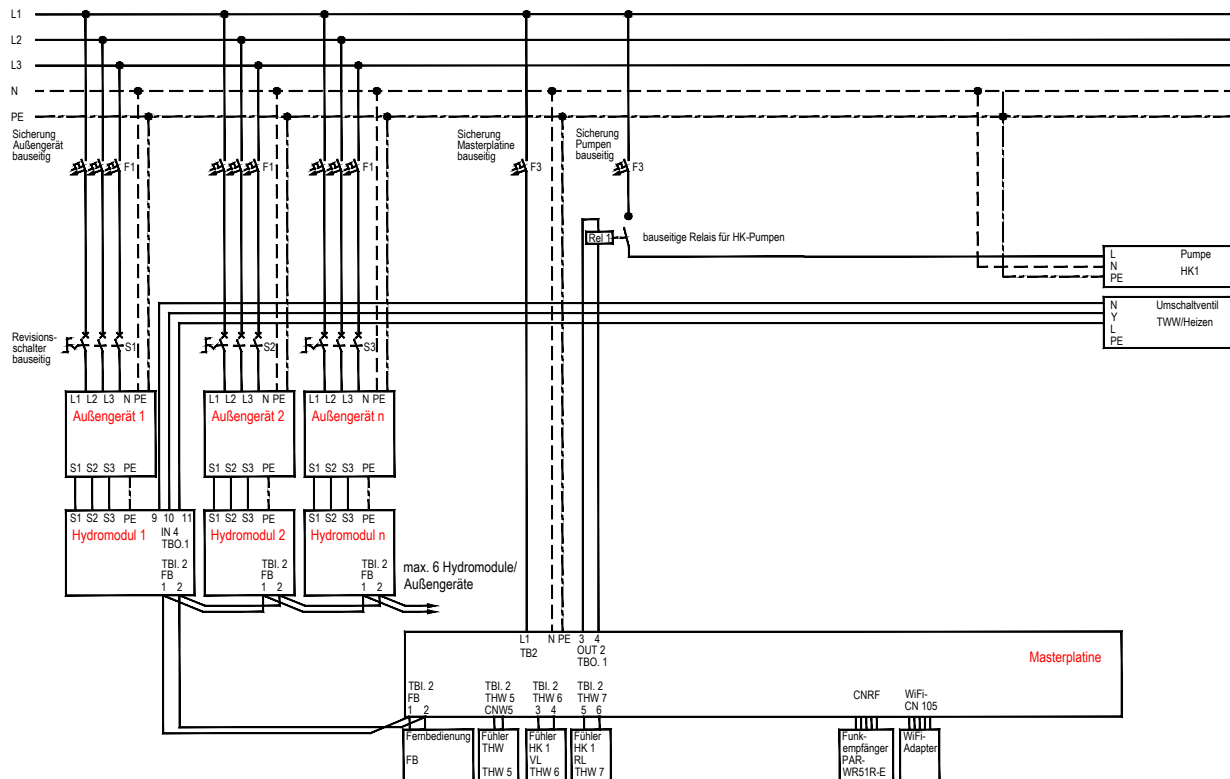 L1
L2
L3
N
PE
Sicherung
Außengerät
bauseitig
Sicherung
Masterplatine
bauseitig
Sicherung
Pumpen
bauseitig
F1
F1
F1
F3
F3
Rel 1
bauseitige Relais für HK-Pumpen
L
N
PE
Pumpe
HK1
N
Y
L
PE
Umschaltventil
TWW/Heizen
Revisions-
schalter
bauseitig
S1
S2
S3
L1 L2 L3 N PE
Außengerät 1
S1 S2 S3 PE
L1 L2 L3 N PE
Außengerät 2
S1 S2 S3 PE
L1 L2 L3 N PE
Außengerät n
S1 S2 S3 PE
S1 S2 S3 PE 9 10 11
Hydromodul 1
IN 4
TBO.1
TBI. 2
FB
1 2
S1 S2 S3 PE
Hydromodul 2
TBI. 2
FB
1 2
S1 S2 S3 PE
Hydromodul n
TBI. 2
FB
1 2
max. 6 Hydromodule/
Außengeräte
L1 N PE 3 4
TB2
OUT 2
TBO. 1
Masterplatine
TBI. 2
FB
1 2
TBI. 2
THW 5
CNW5
TBI. 2
THW 6
3 4
TBI. 2
THW 7
5 6
CNRF
WiFi-
CN 105
Fernbedienung
FB
Fühler
THW
THW 5
Fühler
HK 1
VL
THW 6
Fühler
HK 1
RL
THW 7
Funk-
empfänger
PAR-
WR51R-E
WiFi-
Adapter